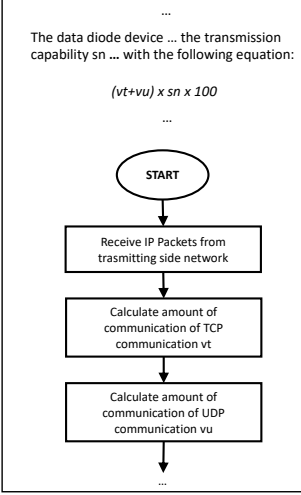 ...
The data diode device ... the transmission
capability sn ... with the following equation:
(vt+vu) x sn x 100
...
START
Receive IP Packets from
trasmitting side network
Calculate amount of
communication of TCP
communication vt
Calculate amount of
communication of UDP
communication vu
...